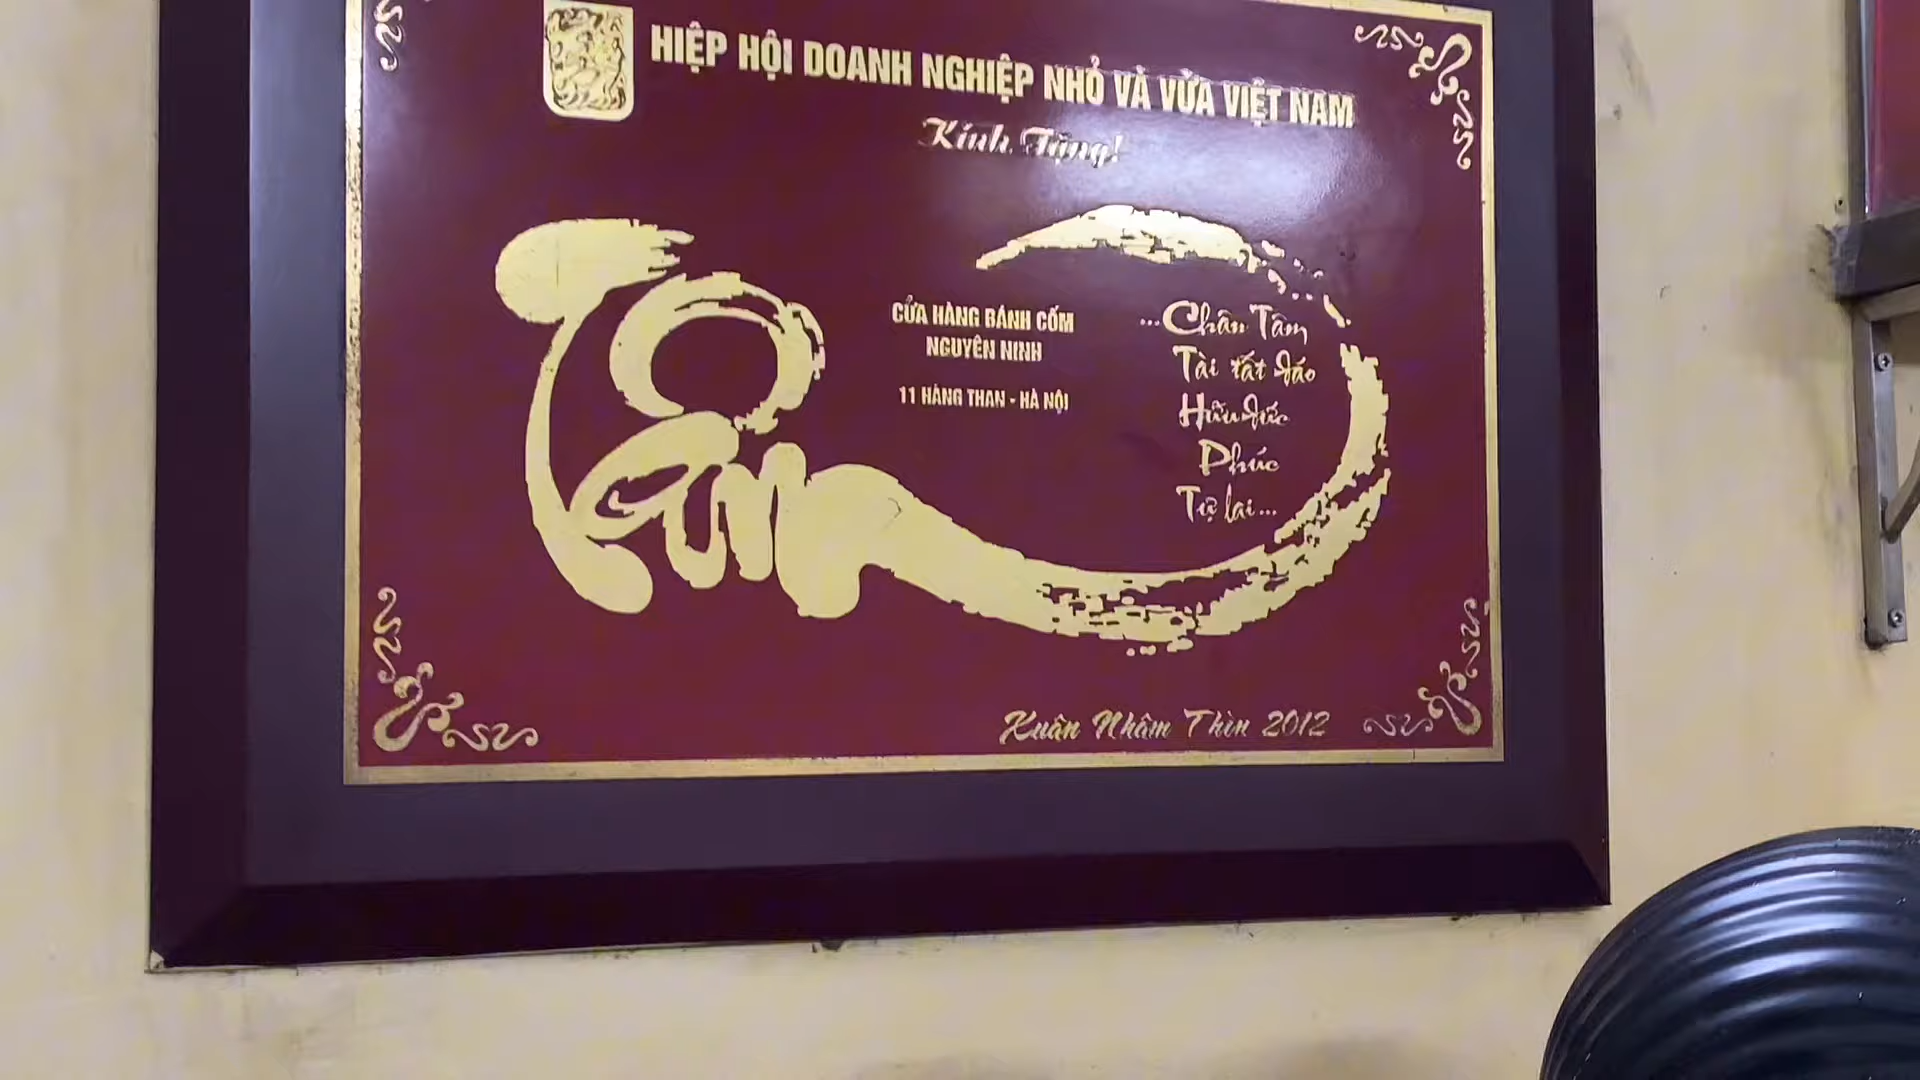 HIỆP HỘI DOANH NGHIỆP NHỎ VÀ VỪA VIỆT NAM
Kính Tặng!
Tâm
CỬA HÀNG BÁNH CỐM
NGUYÊN NINH
11 HÀNG THAN - HÀ NỘI
...Chân Tâm
Tài tất đáo
Hữu đức
Phúc
Tự lai...
Xuân Nhâm Thìn 2012